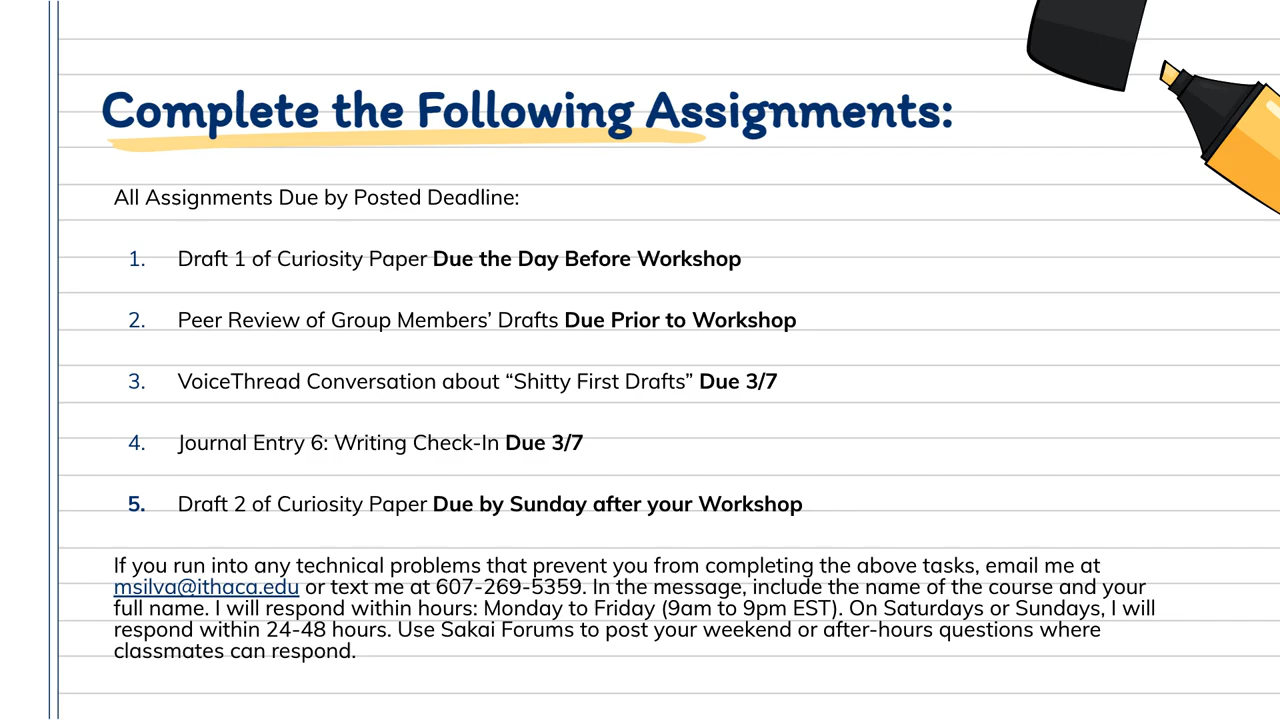 Complete the Following Assignments:
All Assignments Due by Posted Deadline:
1. Draft 1 of Curiosity Paper Due the Day Before Workshop
2. Peer Review of Group Members’ Drafts Due Prior to Workshop
3. VoiceThread Conversation about “Shitty First Drafts” Due 3/7
4. Journal Entry 6: Writing Check-In Due 3/7
5. Draft 2 of Curiosity Paper Due by Sunday after your Workshop
If you run into any technical problems that prevent you from completing the above tasks, email me at
msilva@ithaca.edu or text me at 607-269-5359. In the message, include the name of the course and your
full name. I will respond within hours: Monday to Friday (9am to 9pm EST). On Saturdays or Sundays, I will
respond within 24-48 hours. Use Sakai Forums to post your weekend or after-hours questions where
classmates can respond.